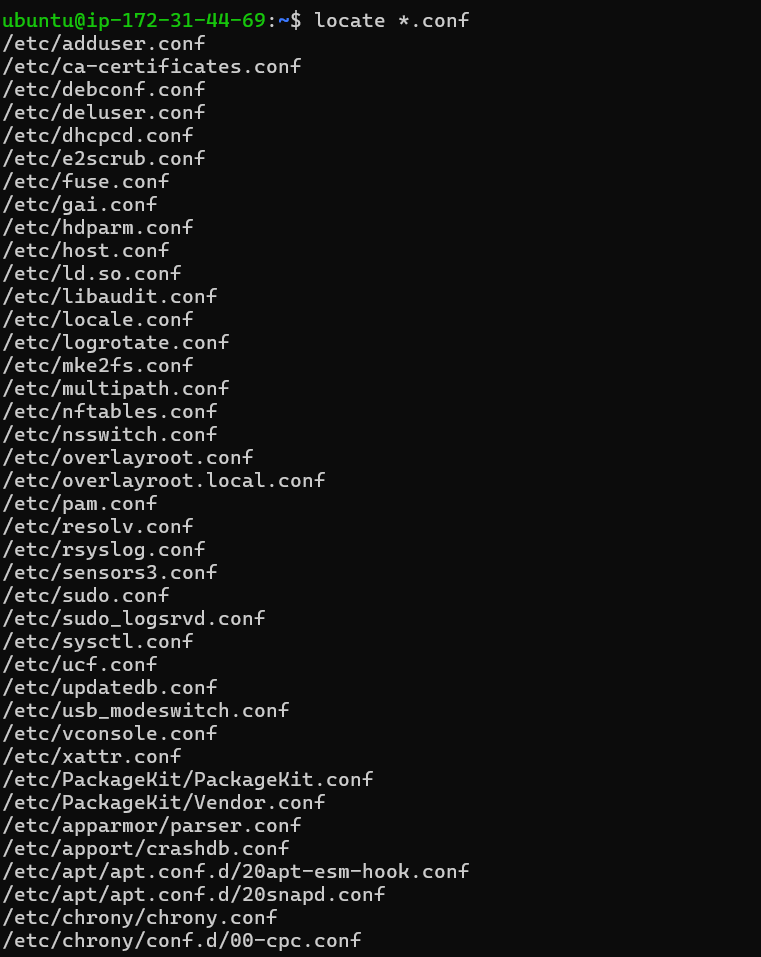 ubuntu@ip-172-31-44-69:~$ locate *.conf
/etc/adduser.conf
/etc/ca-certificates.conf
/etc/debconf.conf
/etc/deluser.conf
/etc/dhcpcd.conf
/etc/e2scrub.conf
/etc/fuse.conf
/etc/gai.conf
/etc/hdparm.conf
/etc/host.conf
/etc/ld.so.conf
/etc/libaudit.conf
/etc/locale.conf
/etc/logrotate.conf
/etc/mke2fs.conf
/etc/multipath.conf
/etc/nftables.conf
/etc/nsswitch.conf
/etc/overlayroot.conf
/etc/overlayroot.local.conf
/etc/pam.conf
/etc/resolv.conf
/etc/rsyslog.conf
/etc/sensors3.conf
/etc/sudo.conf
/etc/sudo_logsrvd.conf
/etc/sysctl.conf
/etc/ucf.conf
/etc/updatedb.conf
/etc/usb_modeswitch.conf
/etc/vconsole.conf
/etc/xattr.conf
/etc/PackageKit/PackageKit.conf
/etc/PackageKit/Vendor.conf
/etc/apparmor/parser.conf
/etc/apport/crashdb.conf
/etc/apt/apt.conf.d/20apt-esm-hook.conf
/etc/apt/apt.conf.d/20snapd.conf
/etc/chrony/chrony.conf
/etc/chrony/conf.d/00-cpc.conf